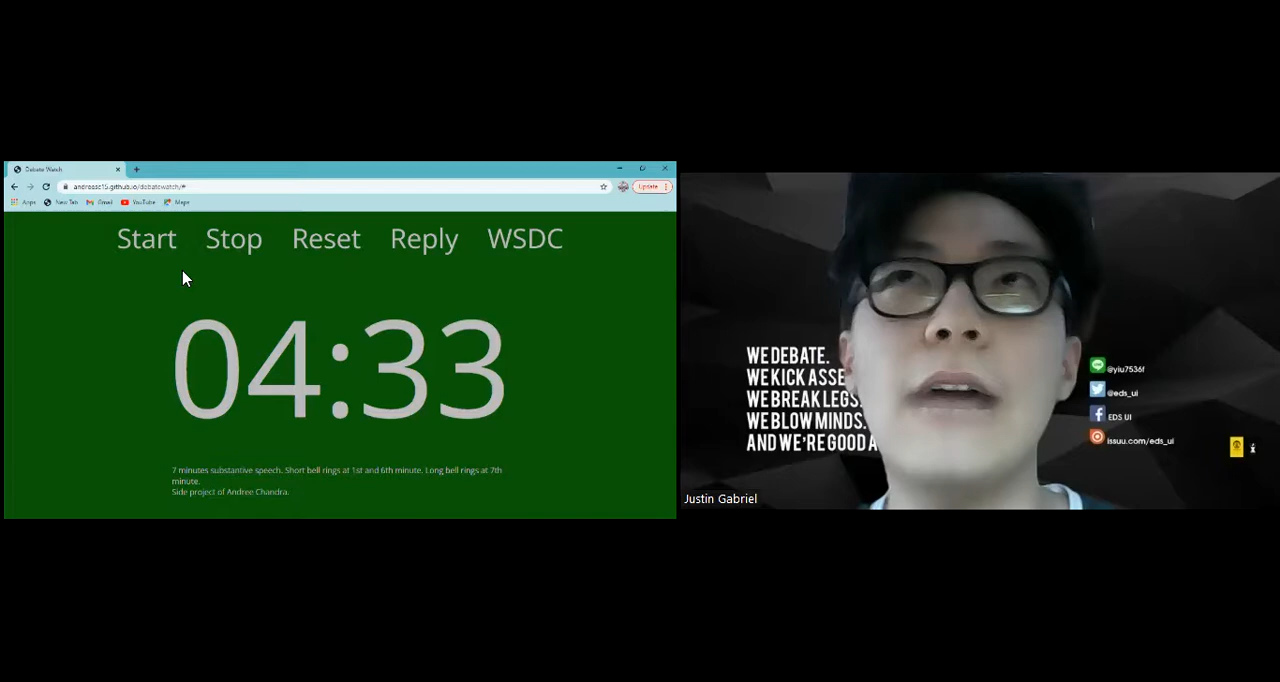 Debate Watch
andreesc15.github.io/debatewatch/#
Update
Apps New Tab Gmail YouTube Maps
Start Stop Reset Reply WSDC
04:33
7 minutes substantive speech. Short bell rings at 1st and 6th minute. Long bell rings at 7th
minute.
Side project of Andree Chandra.
WE DEBATE.
WE KICK ASSE
WE BREAK LEGS.
WE BLOW MINDS.
AND WE'RE GOOD A
@yiu7536f
@eds_ui
EDS UI
issuu.com/eds_ui
Justin Gabriel